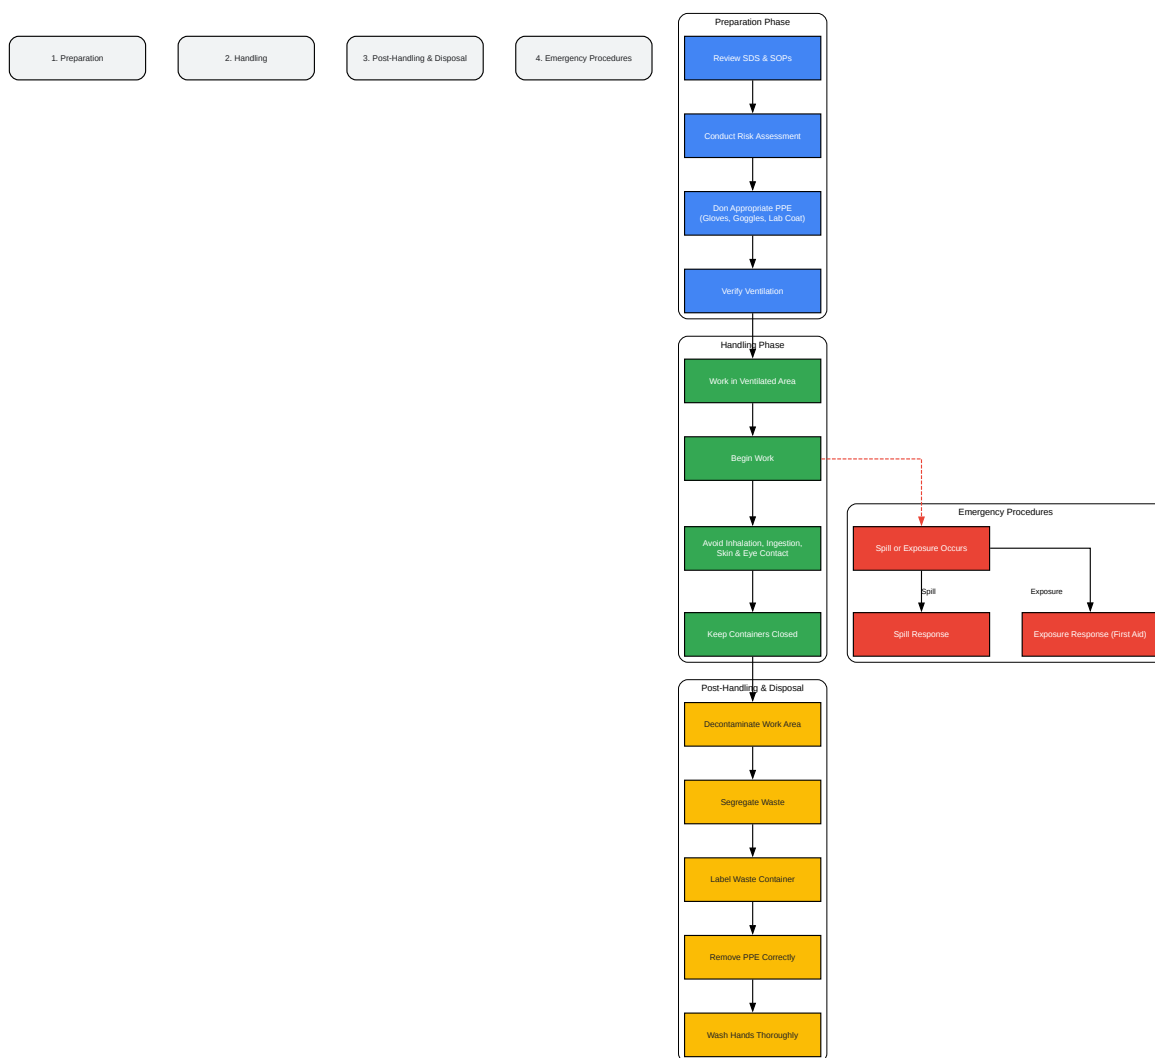 1. Preparation
2. Handling
3. Post-Handling & Disposal
4. Emergency Procedures
Preparation Phase
Review SDS & SOPs
Conduct Risk Assessment
Don Appropriate PPE
(Gloves, Goggles, Lab Coat)
Verify Ventilation
Handling Phase
Work in Ventilated Area
Begin Work
Avoid Inhalation, Ingestion,
Skin & Eye Contact
Keep Containers Closed
Emergency Procedures
Spill or Exposure Occurs
Spill
Exposure
Spill Response
Exposure Response (First Aid)
Post-Handling & Disposal
Decontaminate Work Area
Segregate Waste
Label Waste Container
Remove PPE Correctly
Wash Hands Thoroughly